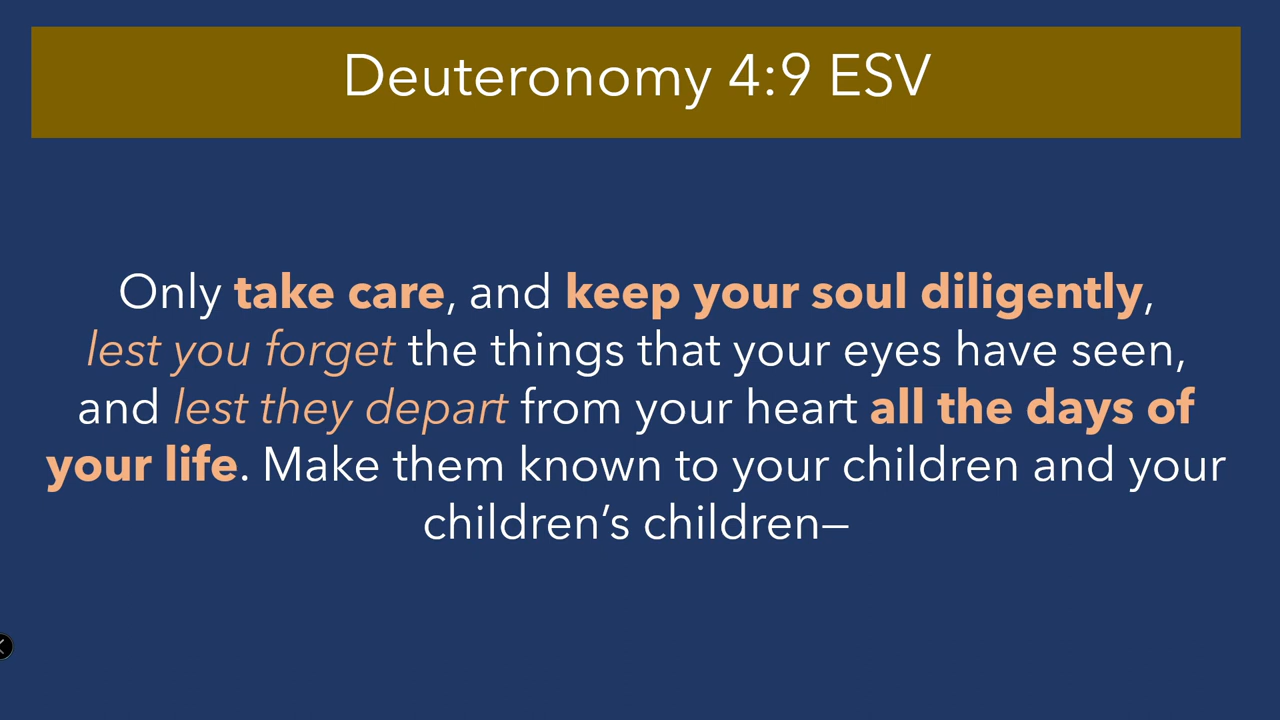 Deuteronomy 4:9 ESV
Only take care, and keep your soul diligently,
lest you forget the things that your eyes have seen,
and lest they depart from your heart all the days of
your life. Make them known to your children and your
children’s children—